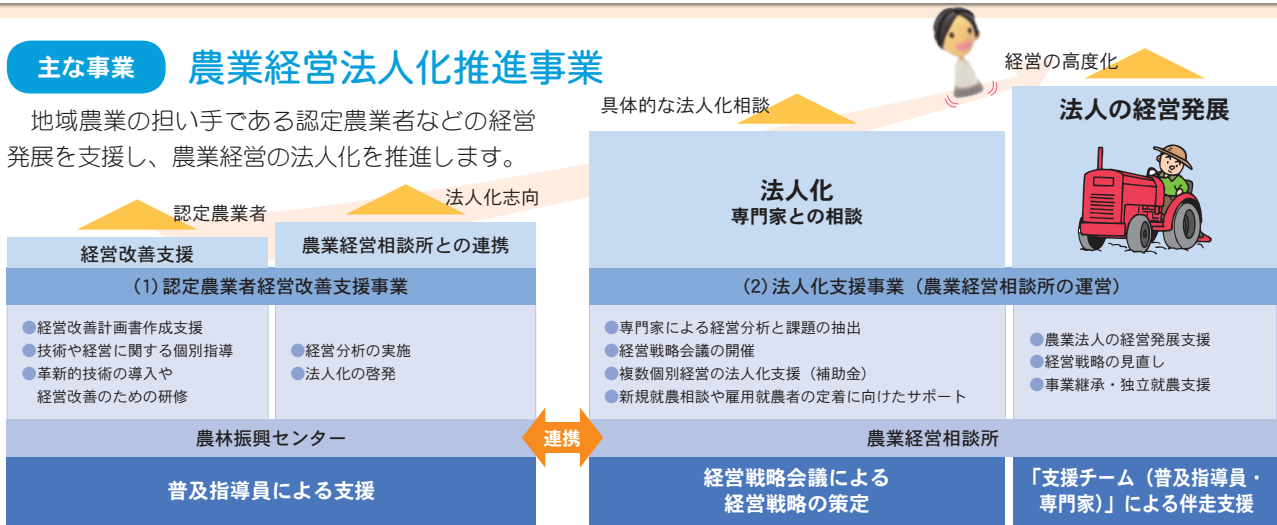 主な事業
農業経営法人化推進事業
地域農業の担い手である認定農業者などの経営
発展を支援し、農業経営の法人化を推進します。
認定農業者
法人化志向
具体的な法人化相談
経営の高度化
経営改善支援
農業経営相談所との連携
法人化
専門家との相談
法人の経営発展
(1)認定農業者経営改善支援事業
●経営改善計画書作成支援
●技術や経営に関する個別指導
●革新的技術の導入や
経営改善のための研修
●経営分析の実施
●法人化の啓発
農林振興センター
普及指導員による支援
連携
(2)法人化支援事業（農業経営相談所の運営）
●専門家による経営分析と課題の抽出
●経営戦略会議の開催
●複数個別経営の法人化支援（補助金）
●新規就農相談や雇用就農者の定着に向けたサポート
●農業法人の経営発展支援
●経営戦略の見直し
●事業継承・独立就農支援
農業経営相談所
経営戦略会議による
経営戦略の策定
「支援チーム（普及指導員・
専門家）」による伴走支援